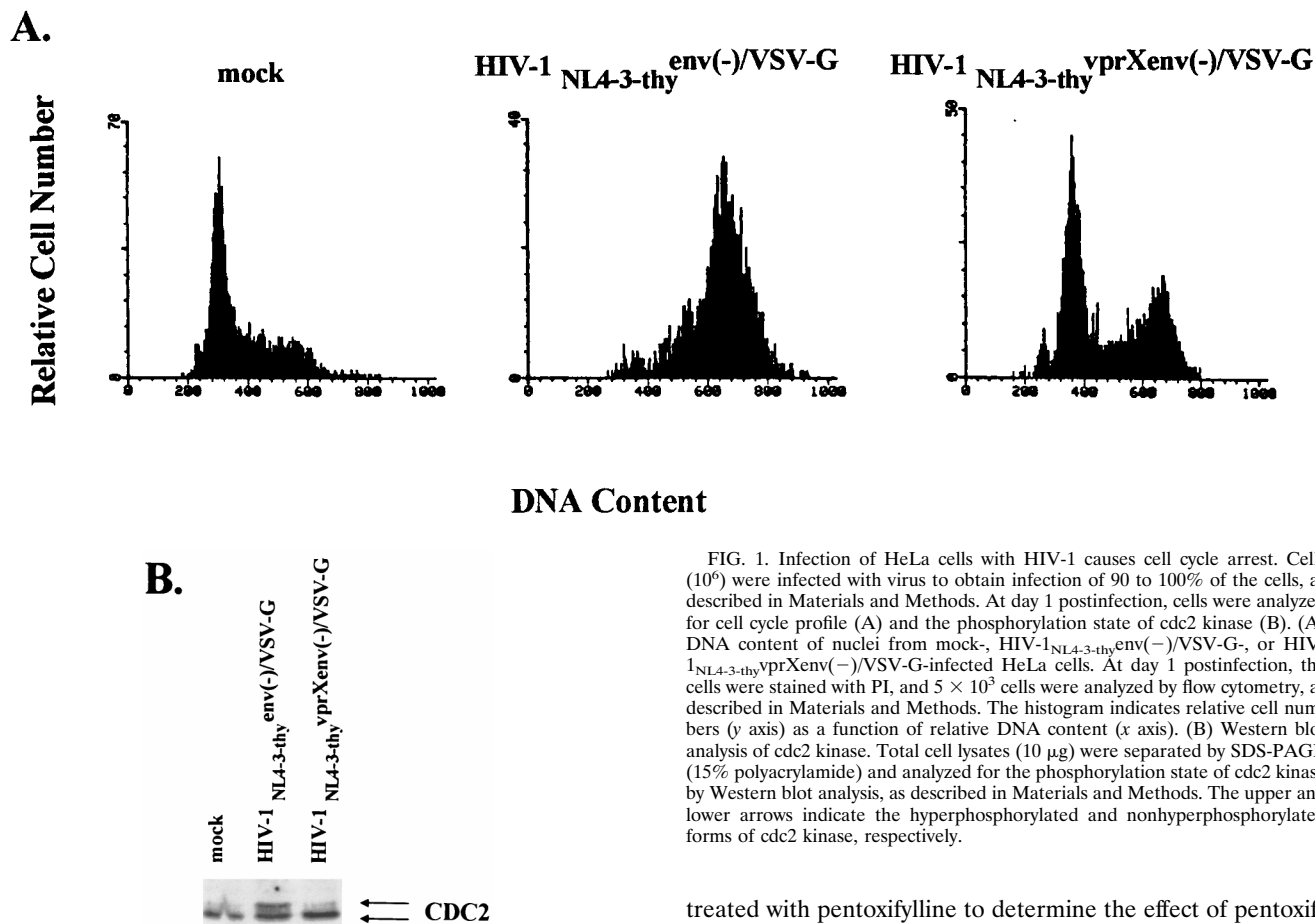 A.
mock
HIV-1 NL4-3-thy env(-)/VSV-G
HIV-1 NL4-3-thy vprXenv(-)/VSV-G
Relative Cell Number
70
0
0 200 400 600 800 1000
40
0
0 200 400 600 800 1000
50
0
0 200 400 600 800 1000
DNA Content
B.
mock
HIV-1 NL4-3-thy env(-)/VSV-G
HIV-1 NL4-3-thy vprXenv(-)/VSV-G
CDC2
FIG. 1. Infection of HeLa cells with HIV-1 causes cell cycle arrest. Cell
(10⁶) were infected with virus to obtain infection of 90 to 100% of the cells, a
described in Materials and Methods. At day 1 postinfection, cells were analyze
for cell cycle profile (A) and the phosphorylation state of cdc2 kinase (B). (A
DNA content of nuclei from mock-, HIV-1NL4-3-thyenv(−)/VSV-G-, or HIV
1NL4-3-thyvprXenv(−)/VSV-G-infected HeLa cells. At day 1 postinfection, th
cells were stained with PI, and 5 × 10³ cells were analyzed by flow cytometry, a
described in Materials and Methods. The histogram indicates relative cell num
bers (y axis) as a function of relative DNA content (x axis). (B) Western blo
analysis of cdc2 kinase. Total cell lysates (10 μg) were separated by SDS-PAGE
(15% polyacrylamide) and analyzed for the phosphorylation state of cdc2 kinas
by Western blot analysis, as described in Materials and Methods. The upper an
lower arrows indicate the hyperphosphorylated and nonhyperphosphorylate
forms of cdc2 kinase, respectively.
treated with pentoxifylline to determine the effect of pentoxif